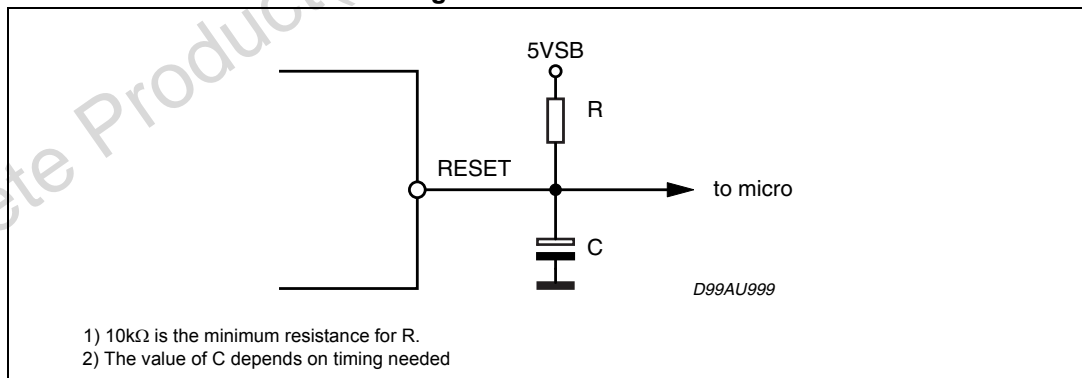 5VSB
R
RESET
to micro
C
D99AU999
1) 10kΩ is the minimum resistance for R.
2) The value of C depends on timing needed